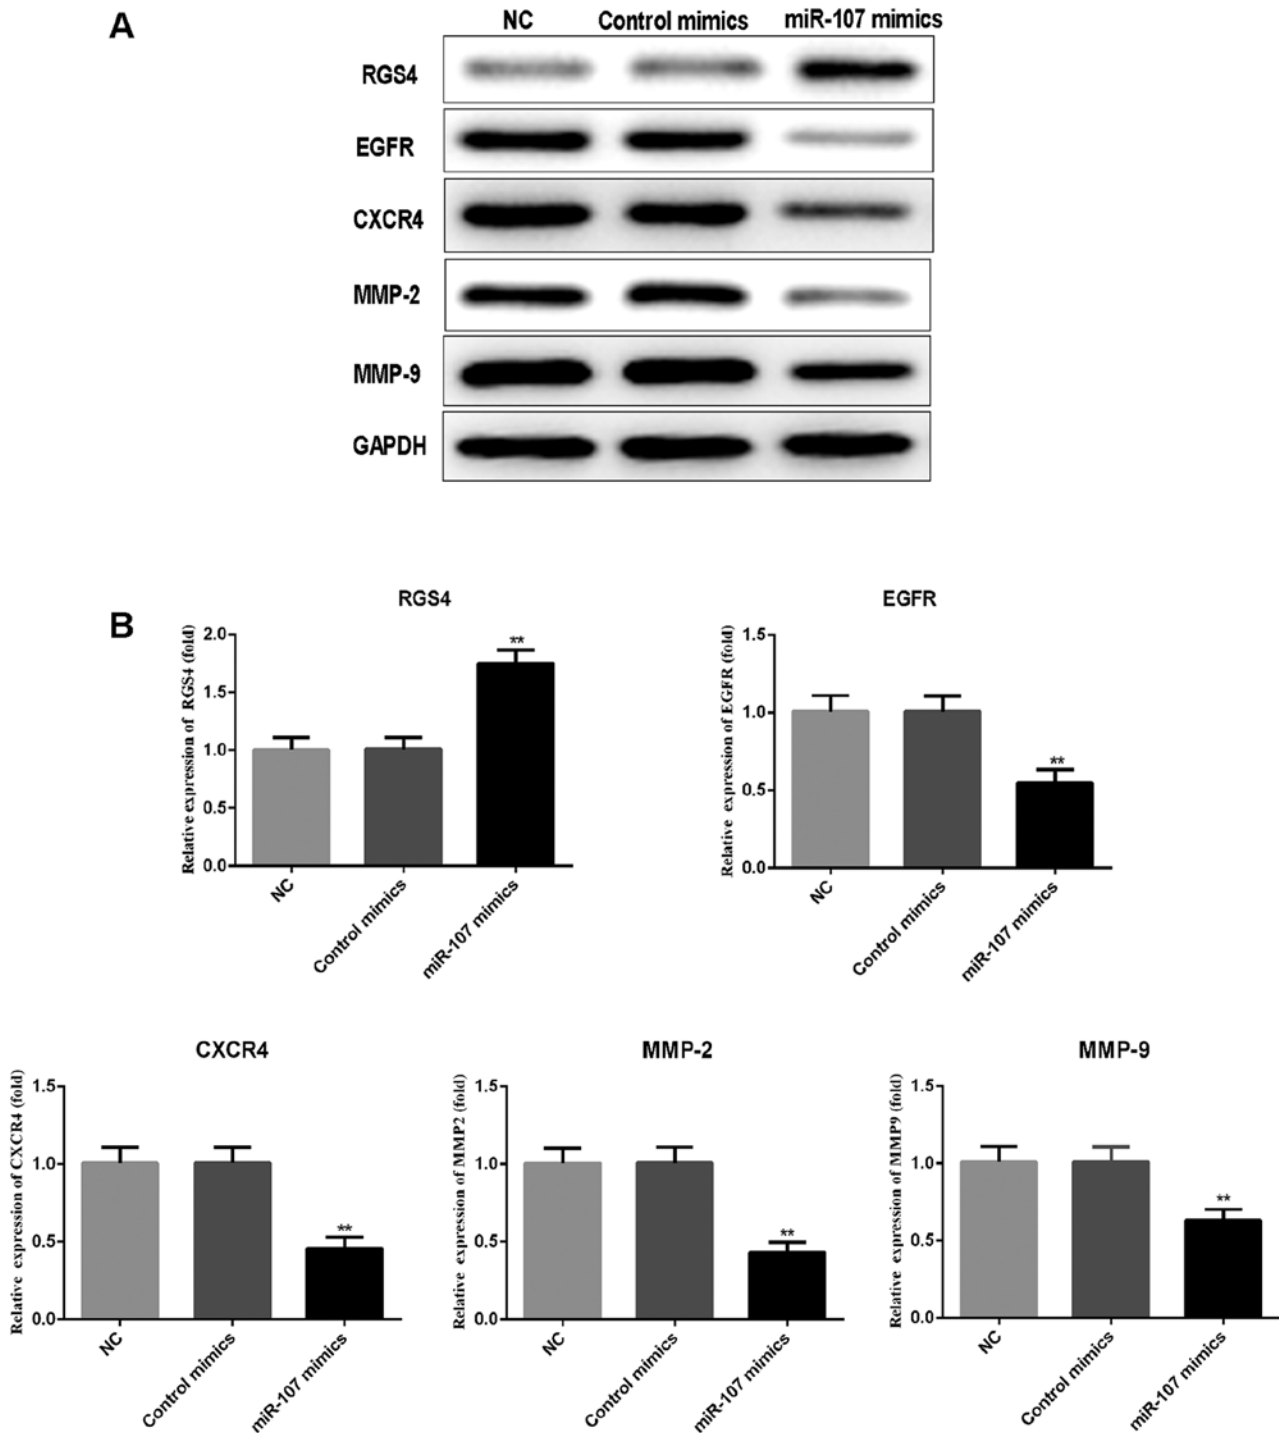 A
NC Control mimics miR-107 mimics
RGS4
EGFR
CXCR4
MMP-2
MMP-9
GAPDH
B
RGS4
Relative expression of RGS4 (fold)
2.0
1.5
1.0
0.5
0.0
**
NC
Control mimics
miR-107 mimics
EGFR
Relative expression of EGFR (fold)
1.5
1.0
0.5
0.0
**
NC
Control mimics
miR-107 mimics
CXCR4
Relative expression of CXCR4 (fold)
1.5
1.0
0.5
0.0
**
NC
Control mimics
miR-107 mimics
MMP-2
Relative expression of MMP2 (fold)
1.5
1.0
0.5
0.0
**
NC
Control mimics
miR-107 mimics
MMP-9
Relative expression of MMP9 (fold)
1.5
1.0
0.5
0.0
**
NC
Control mimics
miR-107 mimics